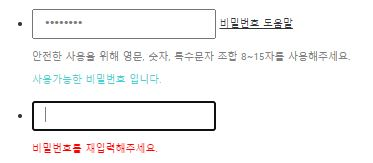 ••••••••  비밀번호 도움말
안전한 사용을 위해 영문, 숫자, 특수문자 조합 8~15자를 사용해주세요.
사용가능한 비밀번호 입니다.
비밀번호를 재입력해주세요.